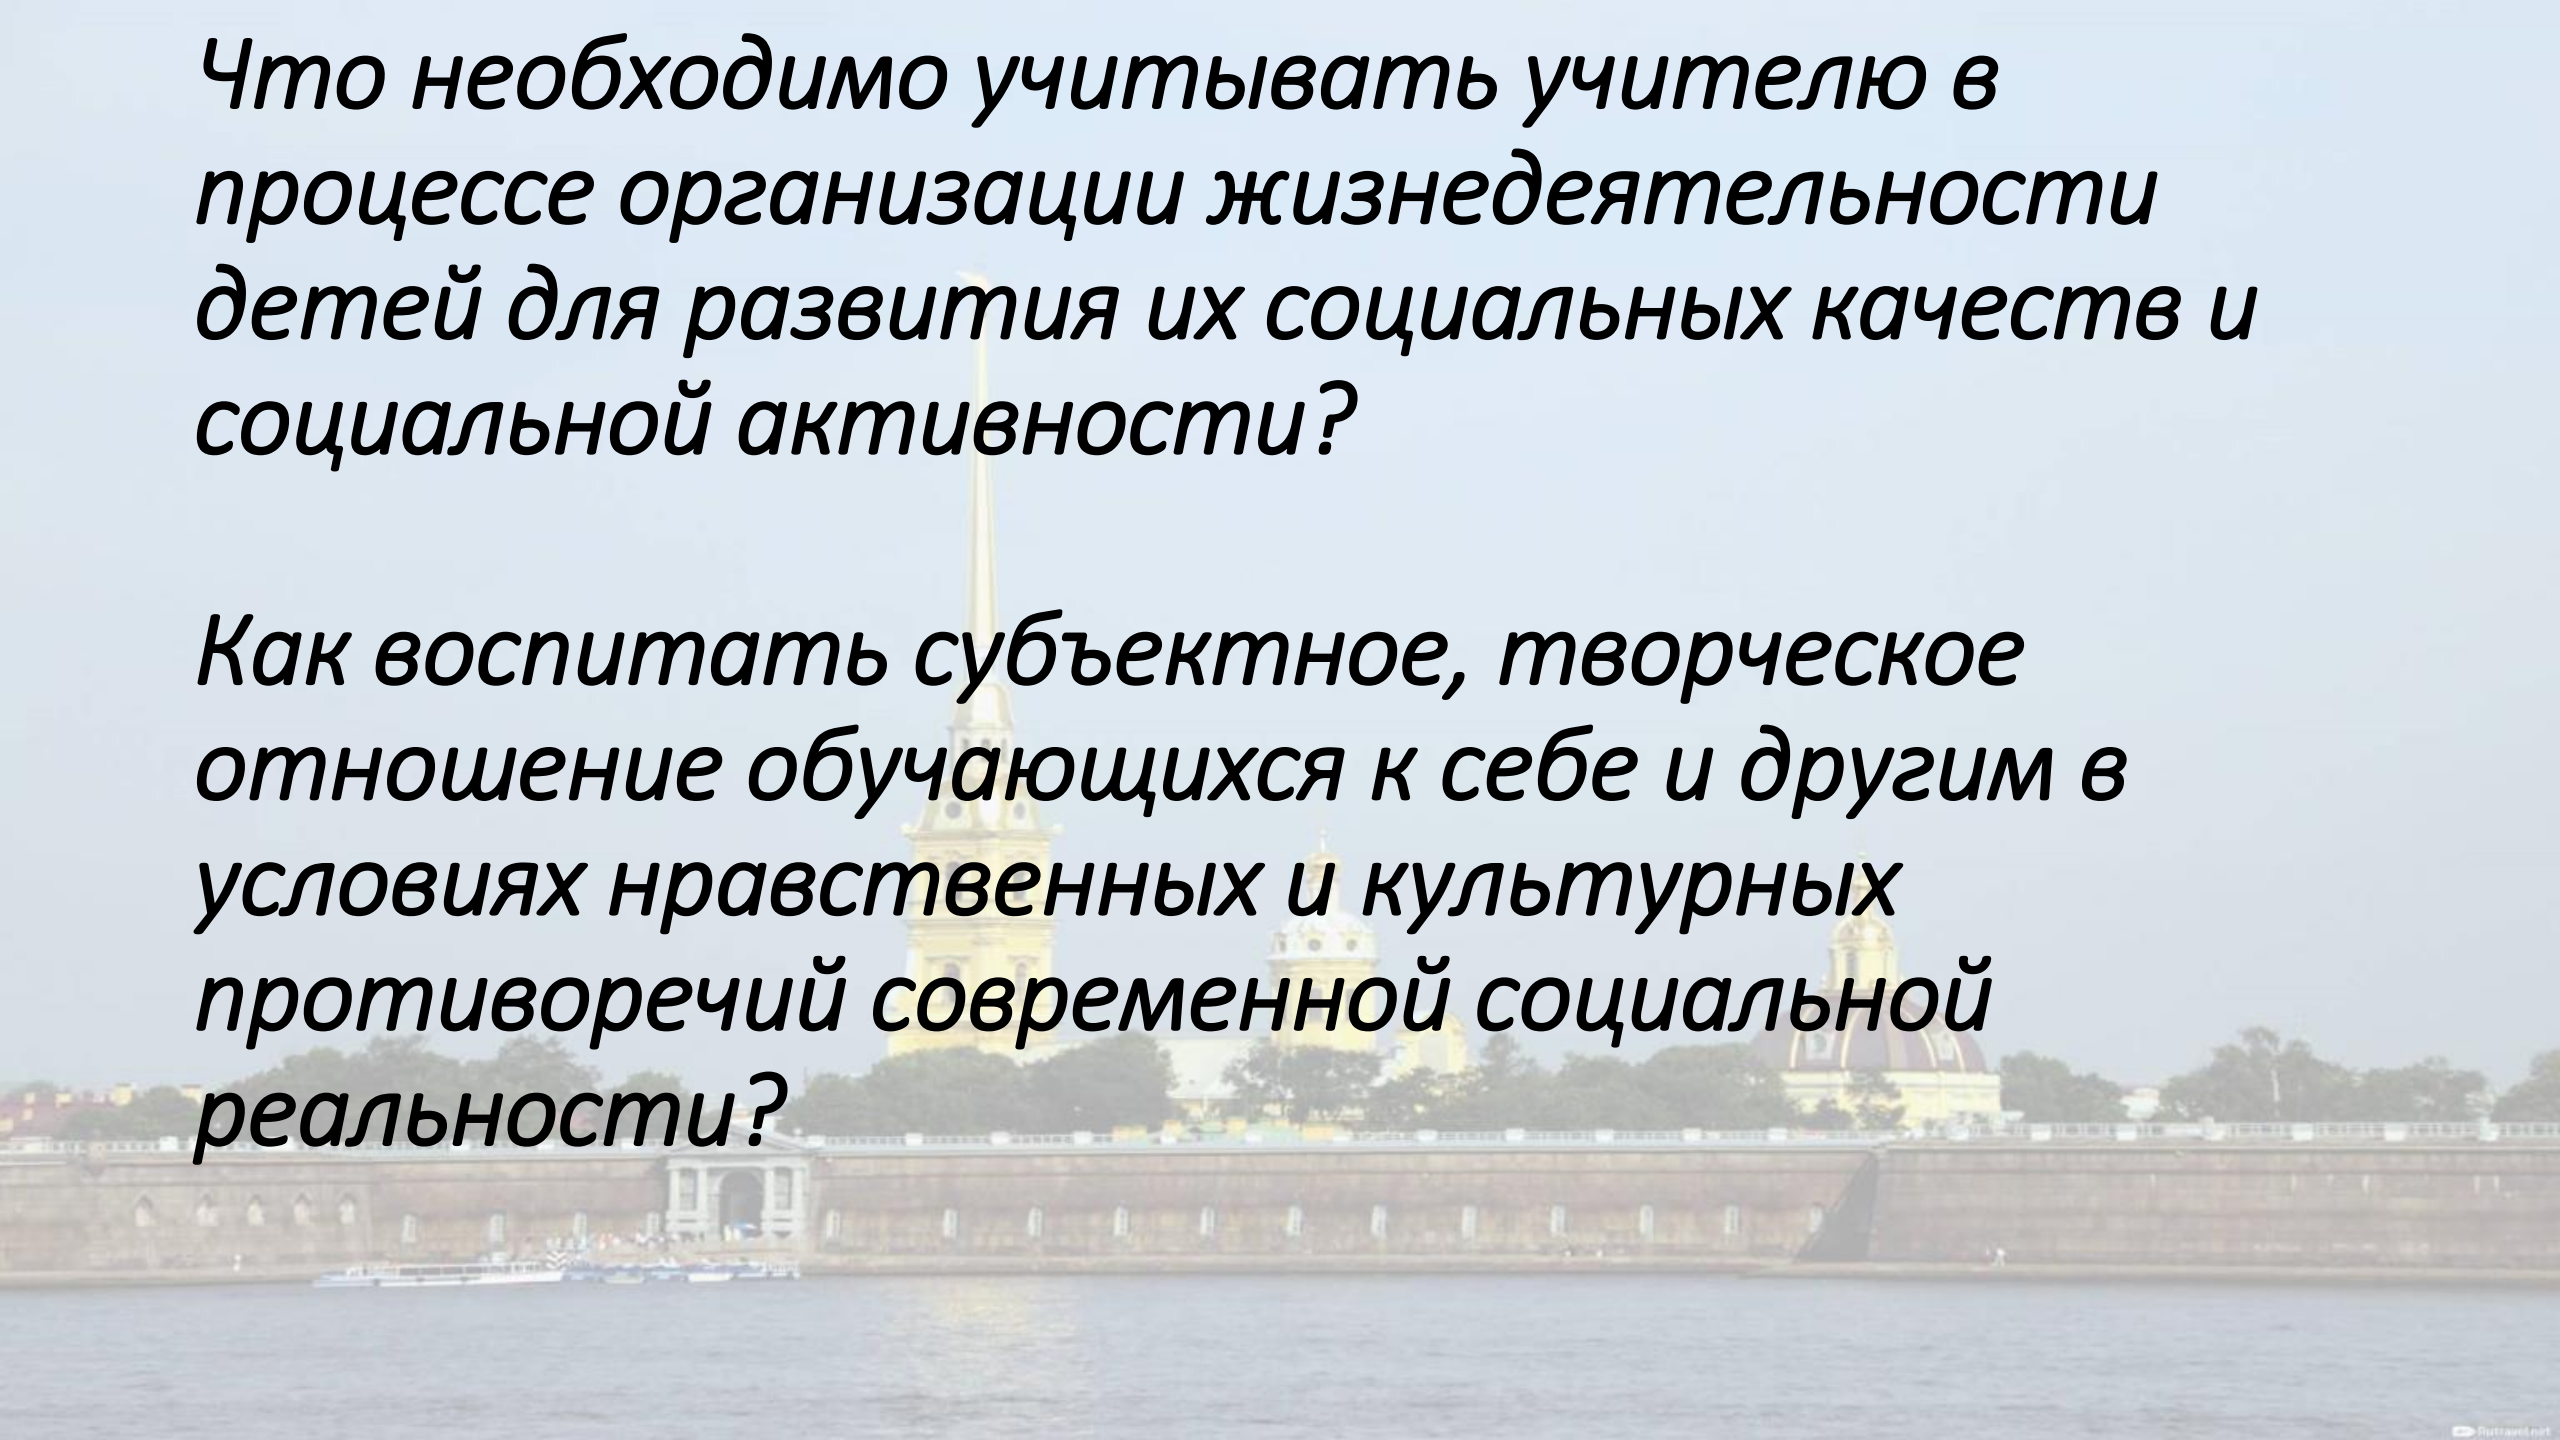 Что необходимо учитывать учителю в
процессе организации жизнедеятельности
детей для развития их социальных качеств и
социальной активности?
Как воспитать субъектное, творческое
отношение обучающихся к себе и другим в
условиях нравственных и культурных
противоречий современной социальной
реальности?